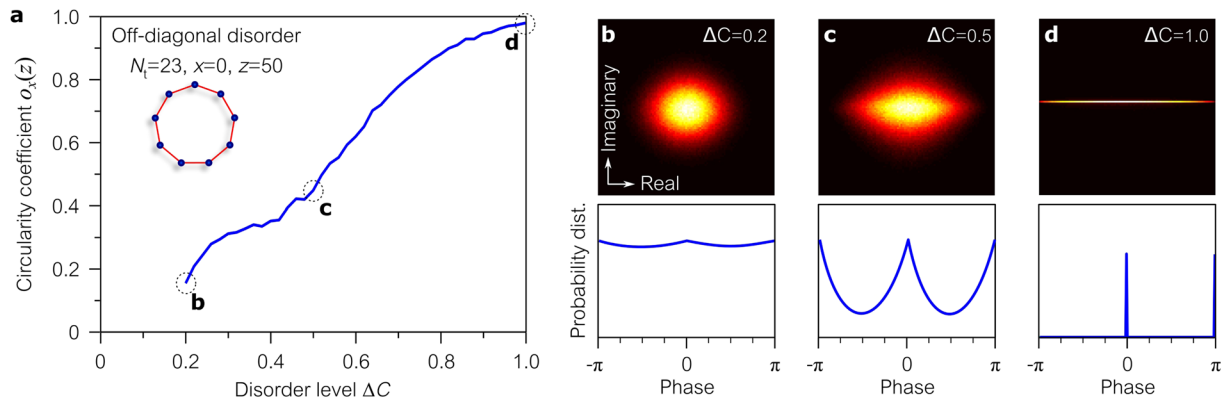 a
Circularity coefficient oₓ(z)
1.0
0.8
0.6
0.4
0.2
0
Off-diagonal disorder
Nₜ=23, x=0, z=50
b
c
d
0
0.2
0.4
0.6
0.8
1.0
Disorder level ΔC
b
ΔC=0.2
Imaginary
Real
c
ΔC=0.5
d
ΔC=1.0
Probability dist.
-π
0
π
Phase
-π
0
π
Phase
-π
0
π
Phase